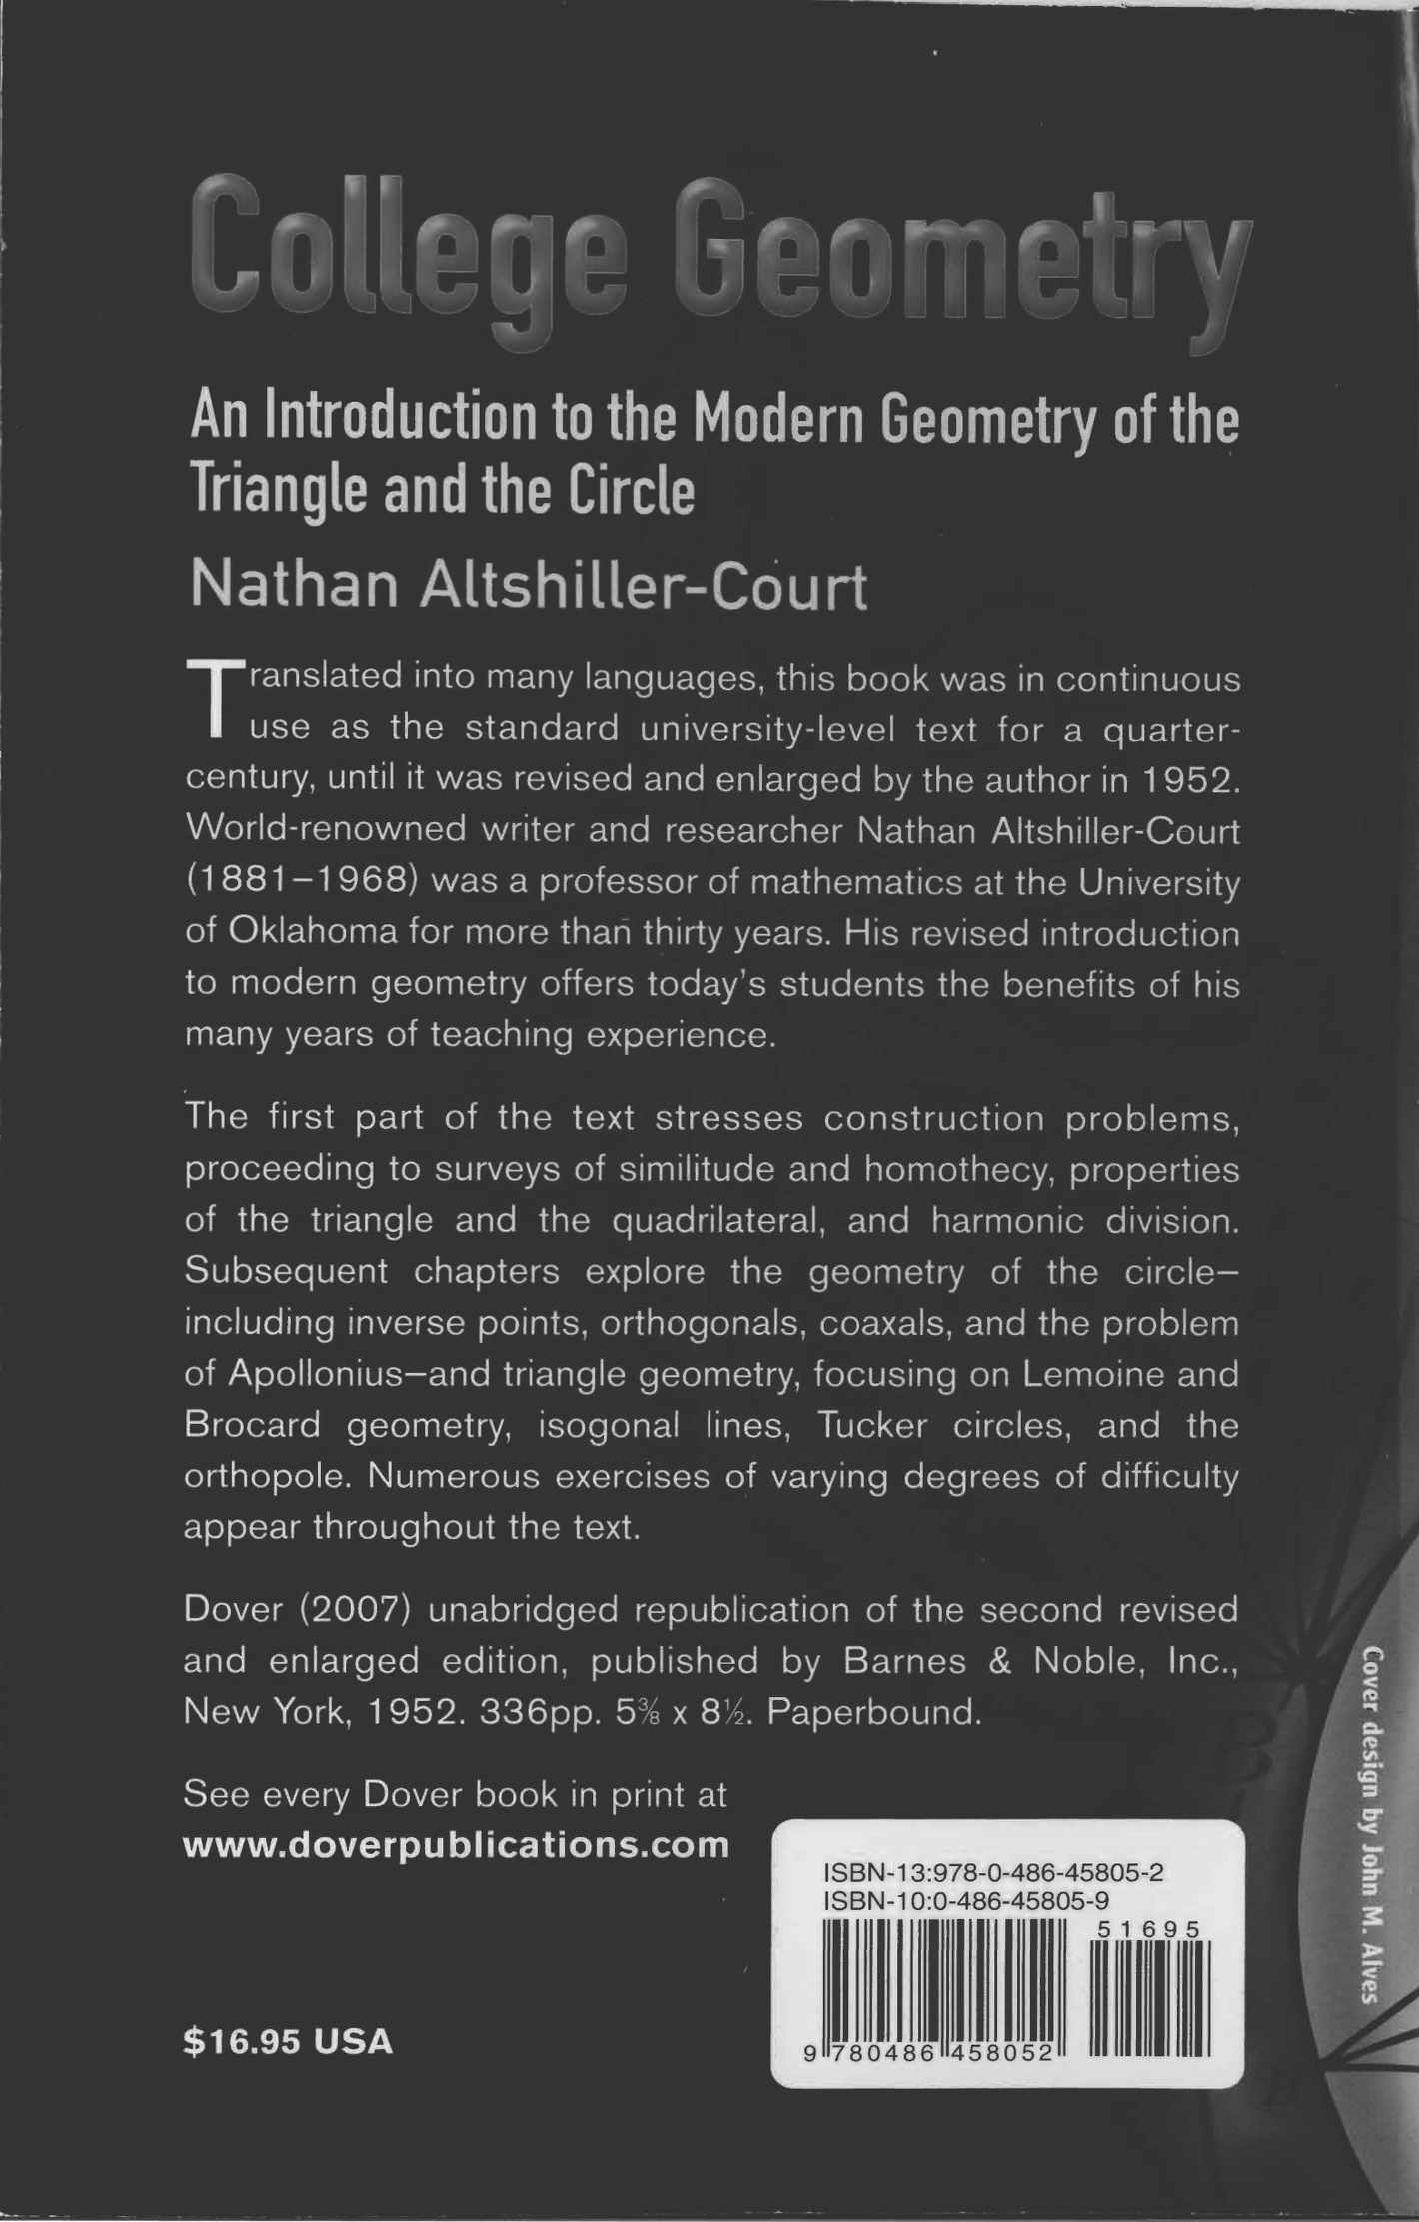 College Geometry
An Introduction to the Modern Geometry of the
Triangle and the Circle
Nathan Altshiller-Court
Translated into many languages, this book was in continuous
use as the standard university-level text for a quarter-
century, until it was revised and enlarged by the author in 1952.
World-renowned writer and researcher Nathan Altshiller-Court
(1881–1968) was a professor of mathematics at the University
of Oklahoma for more than thirty years. His revised introduction
to modern geometry offers today's students the benefits of his
many years of teaching experience.
The first part of the text stresses construction problems,
proceeding to surveys of similitude and homothecy, properties
of the triangle and the quadrilateral, and harmonic division.
Subsequent chapters explore the geometry of the circle—
including inverse points, orthogonals, coaxals, and the problem
of Apollonius—and triangle geometry, focusing on Lemoine and
Brocard geometry, isogonal lines, Tucker circles, and the
orthopole. Numerous exercises of varying degrees of difficulty
appear throughout the text.
Dover (2007) unabridged republication of the second revised
and enlarged edition, published by Barnes & Noble, Inc.,
New York, 1952. 336pp. 5⅜ x 8½. Paperbound.
See every Dover book in print at
www.doverpublications.com
ISBN-13:978-0-486-45805-2
ISBN-10:0-486-45805-9
51695
9 780486 458052
$16.95 USA
Cover design by John M. Alves
B